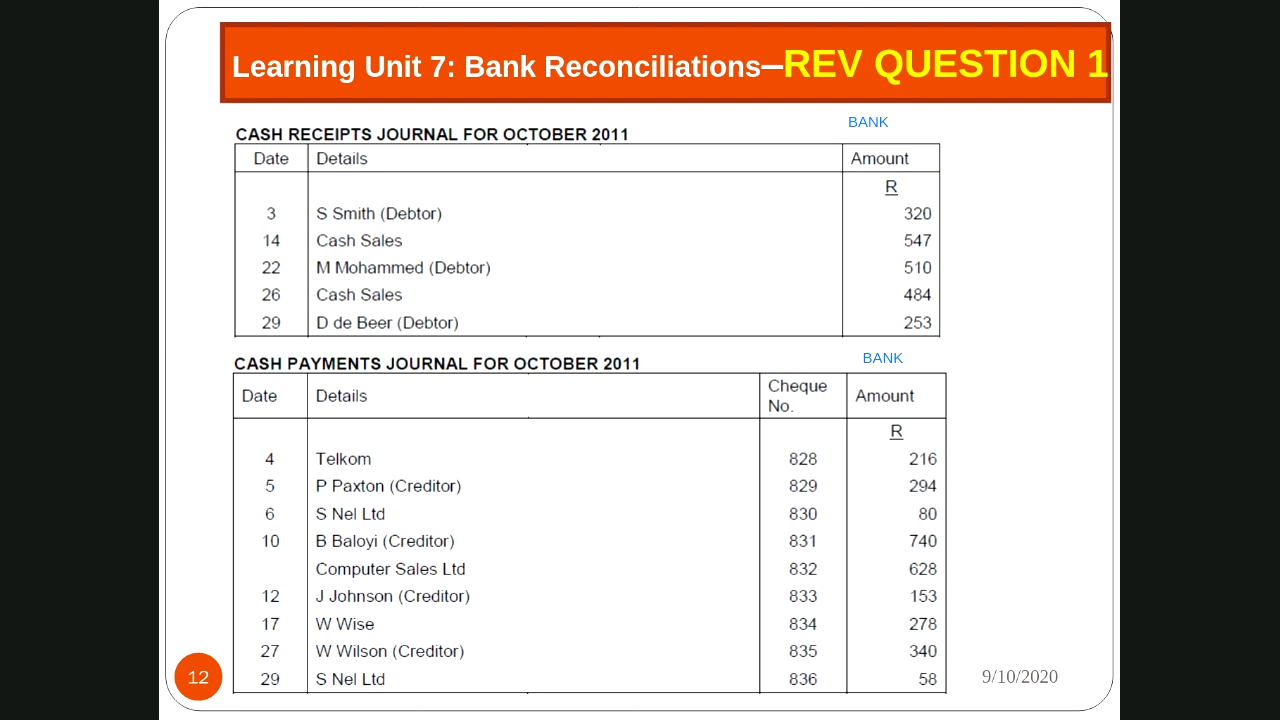 Learning Unit 7: Bank Reconciliations–REV QUESTION 1
BANK
CASH RECEIPTS JOURNAL FOR OCTOBER 2011
Date Details Amount
R
3 S Smith (Debtor) 320
14 Cash Sales 547
22 M Mohammed (Debtor) 510
26 Cash Sales 484
29 D de Beer (Debtor) 253
BANK
CASH PAYMENTS JOURNAL FOR OCTOBER 2011
Date Details Cheque No. Amount
R
4 Telkom 828 216
5 P Paxton (Creditor) 829 294
6 S Nel Ltd 830 80
10 B Baloyi (Creditor) 831 740
Computer Sales Ltd 832 628
12 J Johnson (Creditor) 833 153
17 W Wise 834 278
27 W Wilson (Creditor) 835 340
29 S Nel Ltd 836 58
12
9/10/2020